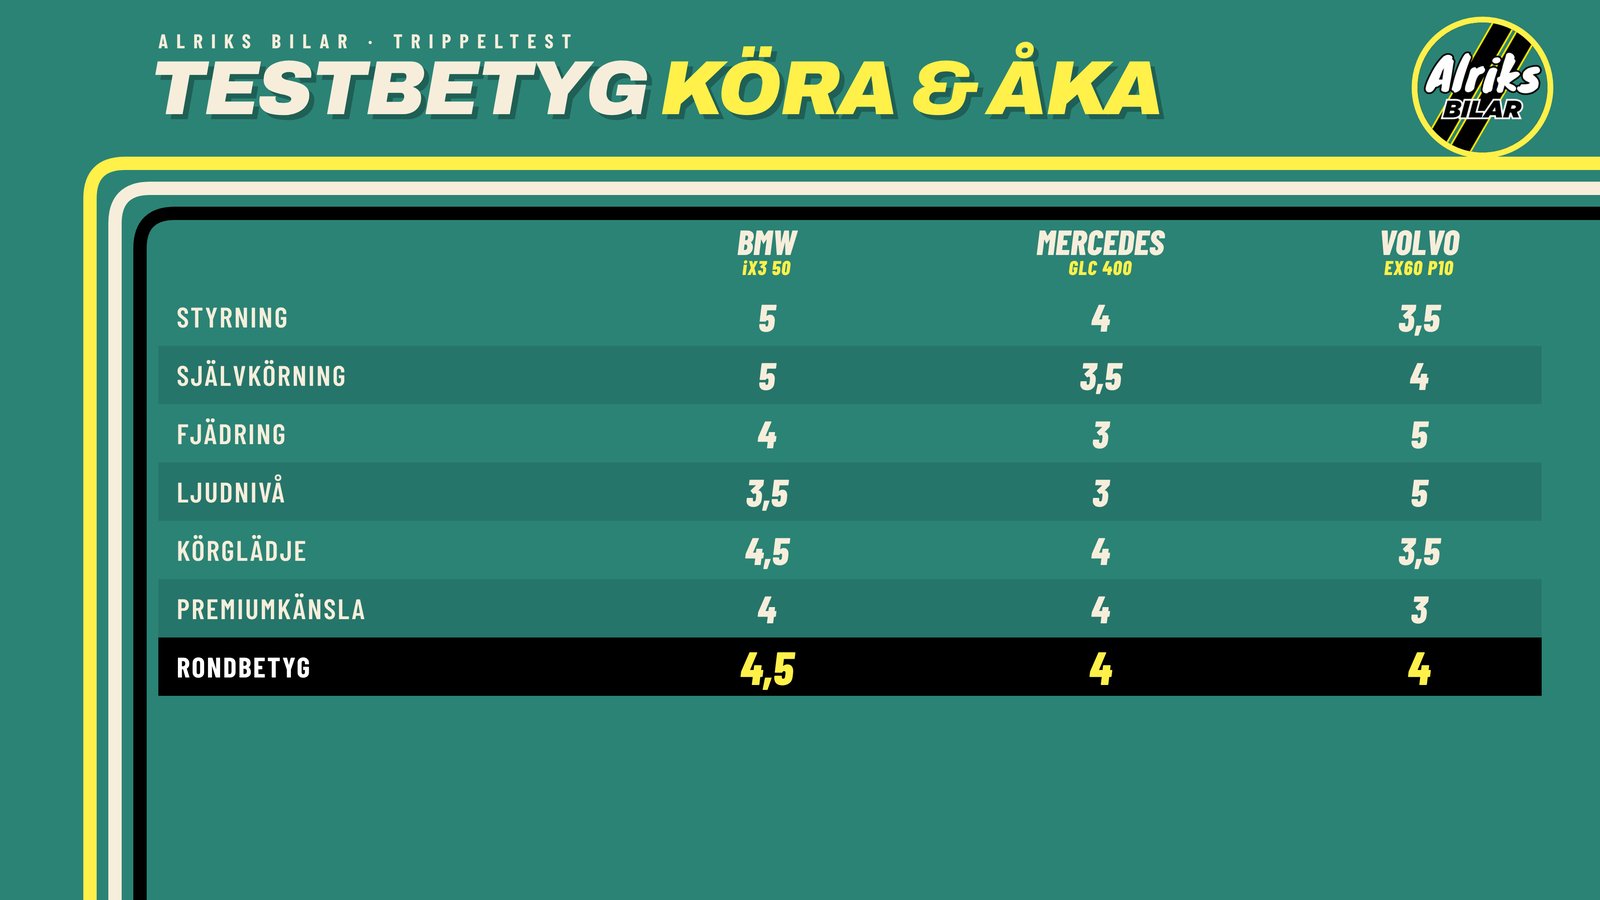 ALRIKS BILAR · TRIPPELTEST
TESTBETYG KÖRA & ÅKA
Alriks
BILAR
BMW MERCEDES VOLVO
iX3 50 GLC 400 EX60 P10
STYRNING 5 4 3,5
SJÄLVKÖRNING 5 3,5 4
FJÄDRING 4 3 5
LJUDNIVÅ 3,5 3 5
KÖRGLÄDJE 4,5 4 3,5
PREMIUMKÄNSLA 4 4 3
RONDBETYG 4,5 4 4